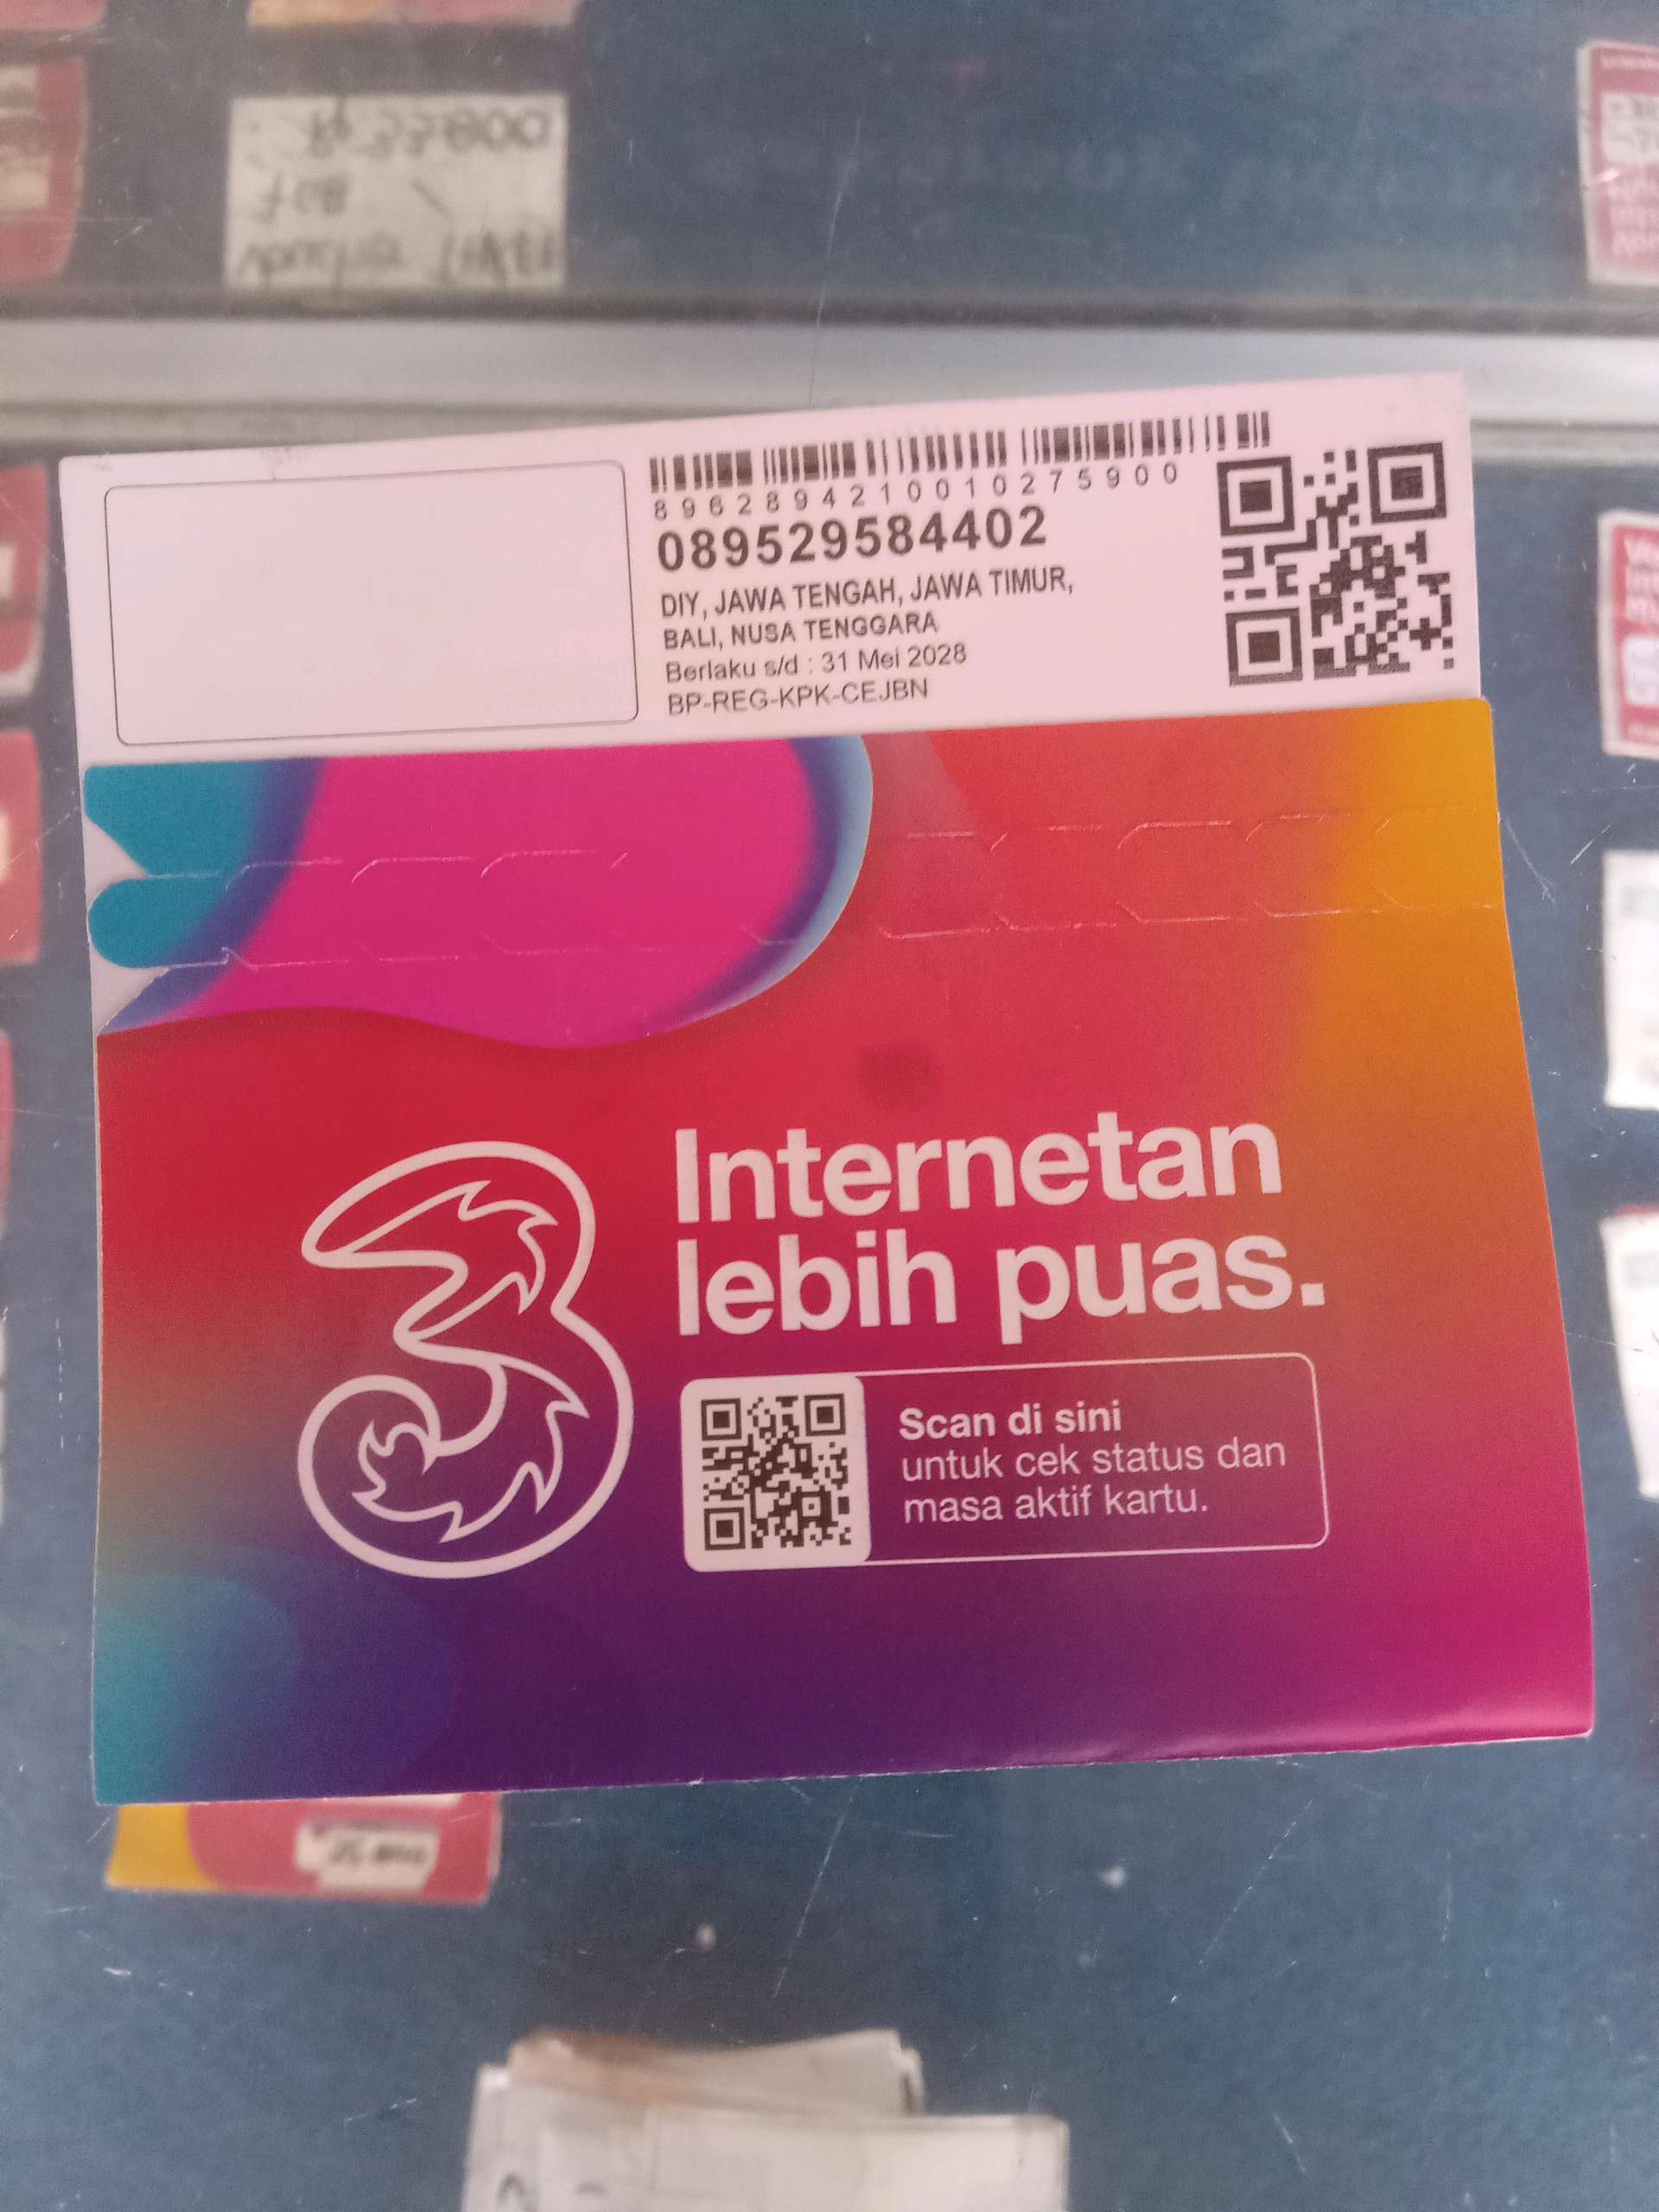 8962894210010275900
089529584402
DIY, JAWA TENGAH, JAWA TIMUR,
BALI, NUSA TENGGARA
Berlaku s/d : 31 Mei 2028
BP-REG-KPK-CEJBN
3
Internetan
lebih puas.
Scan di sini
untuk cek status dan
masa aktif kartu.